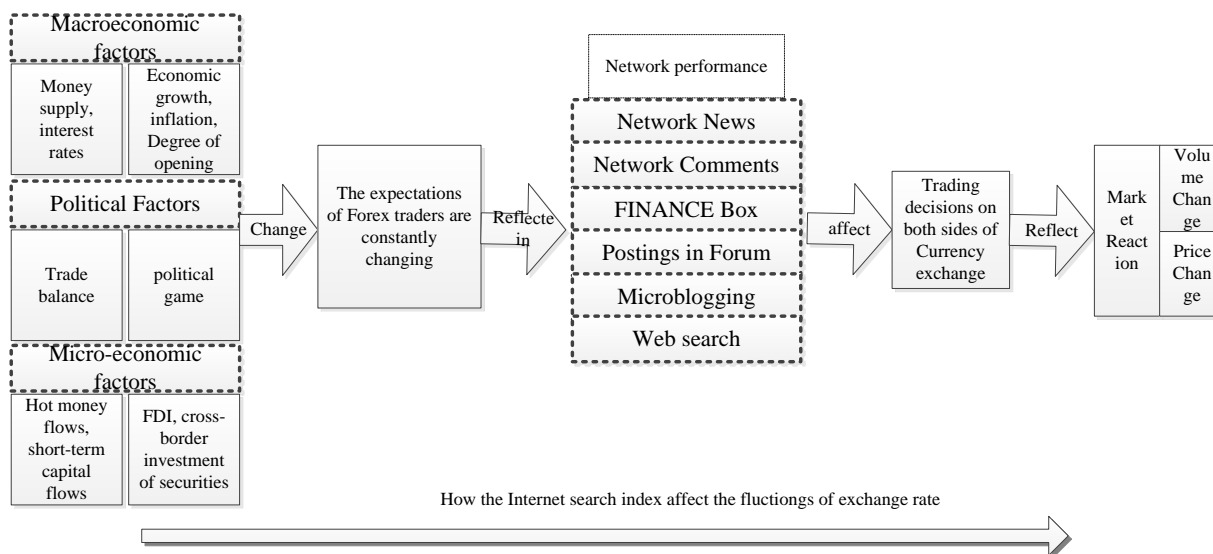 Macroeconomic
factors
Money
supply,
interest
rates
Economic
growth,
inflation,
Degree of
opening
Political Factors
Trade
balance
political
game
Micro-economic
factors
Hot money
flows,
short-term
capital
flows
FDI, cross-
border
investment
of securities
Change
The expectations
of Forex traders are
constantly
changing
Reflecte
in
Network performance
Network News
Network Comments
FINANCE Box
Postings in Forum
Microblogging
Web search
affect
Trading
decisions on
both sides of
Currency
exchange
Reflect
Mark
et
React
ion
Volu
me
Chan
ge
Price
Chan
ge
How the Internet search index affect the fluctiongs of exchange rate